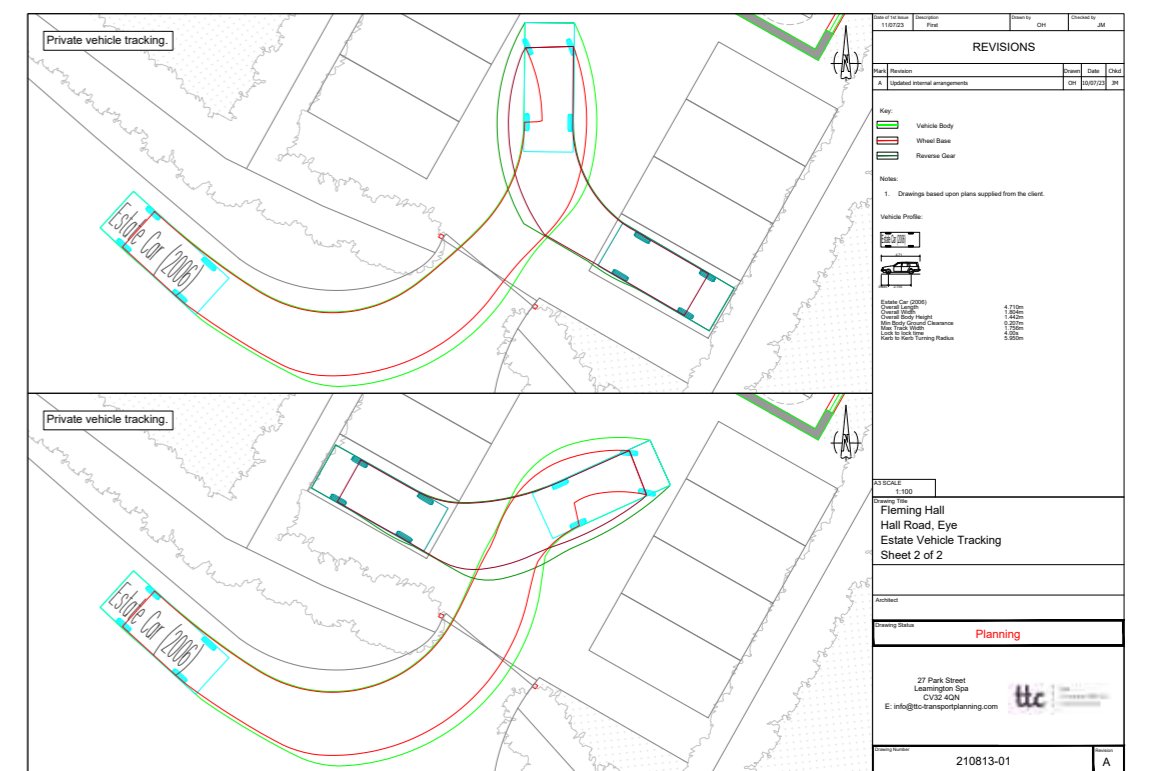 Private vehicle tracking.
Estate Car (2006)
Private vehicle tracking.
Estate Car (2006)
Date of 1st Issue Description Drawn by Checked by
11/07/23 First OH JM
REVISIONS
Mark Revision Drawn Date Chkd
A Updated internal arrangements OH 10/07/23 JM
Key:
Vehicle Body
Wheel Base
Reverse Gear
Notes:
1. Drawings based upon plans supplied from the client.
Vehicle Profile:
Estate Car (2006)
Estate Car (2006)
Overall Length 4.710m
Overall Width 1.804m
Overall Body Height 1.442m
Min Body Ground Clearance 0.207m
Max Track Width 1.756m
Lock to lock time 4.00s
Kerb to Kerb Turning Radius 5.950m
A3 SCALE
1:100
Drawing Title
Fleming Hall
Hall Road, Eye
Estate Vehicle Tracking
Sheet 2 of 2
Architect
Drawing Status
Planning
27 Park Street
Leamington Spa
CV32 4QN
E: info@ttc-transportplanning.com
ttc
Drawing Number Revision
210813-01 A